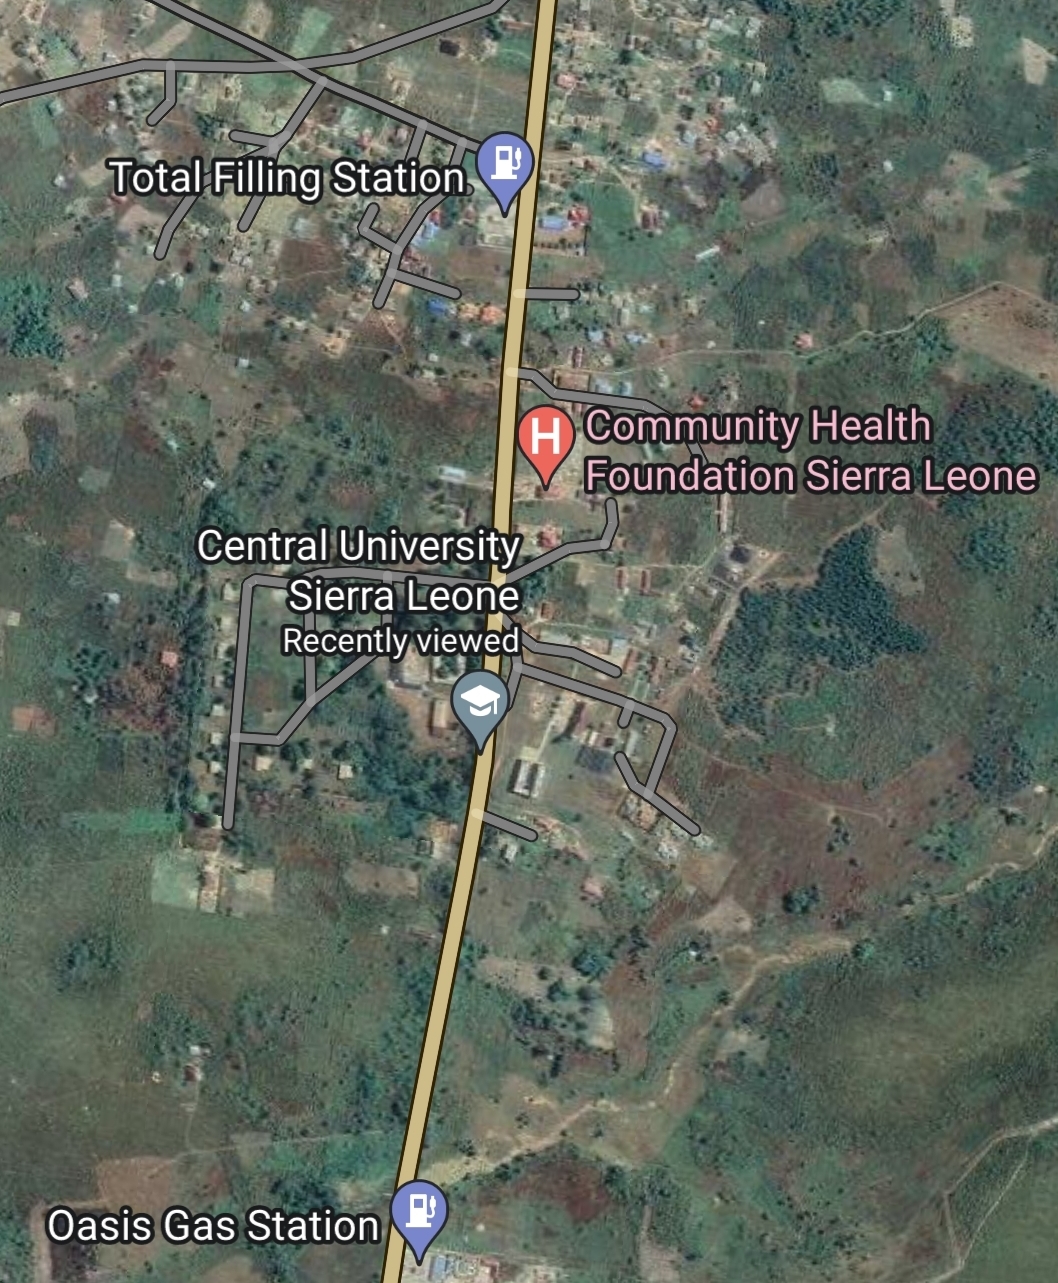 Total Filling Station
Community Health
Foundation Sierra Leone
Central University
Sierra Leone
Recently viewed
Oasis Gas Station